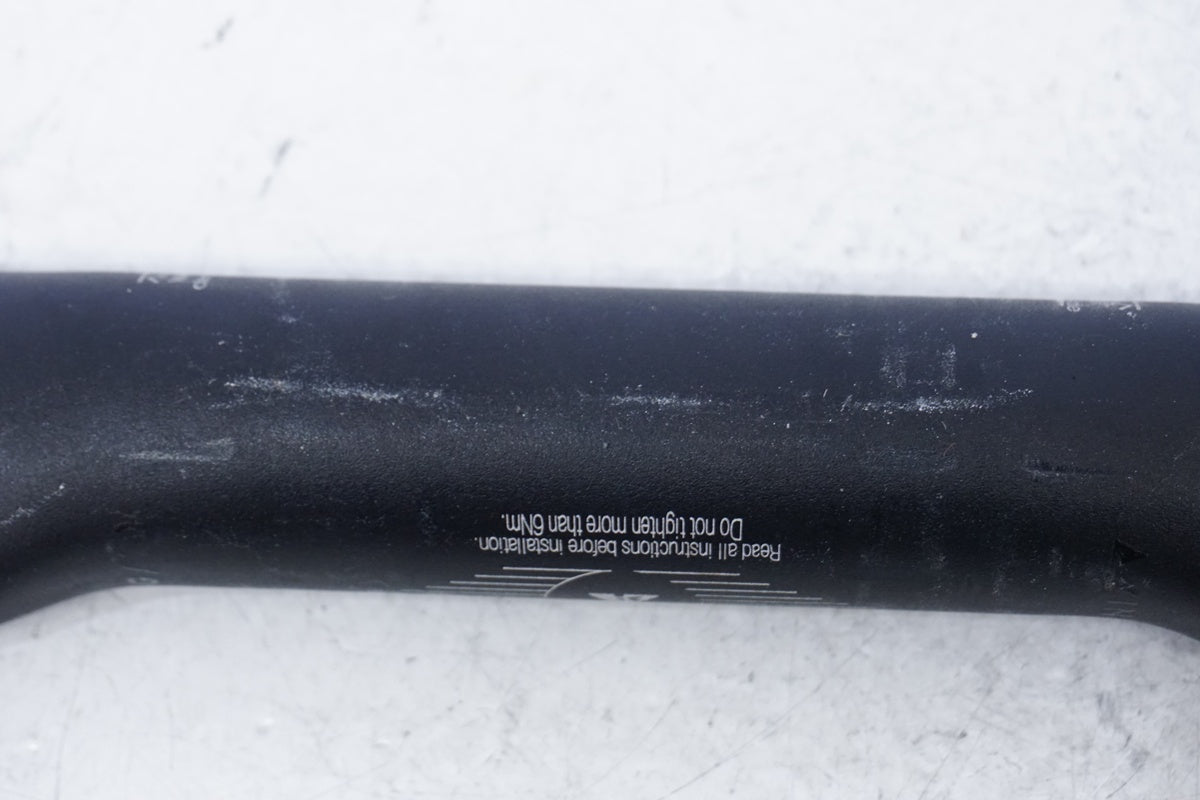 Read all instructions before installation.
Do not tighten more than 6Nm.